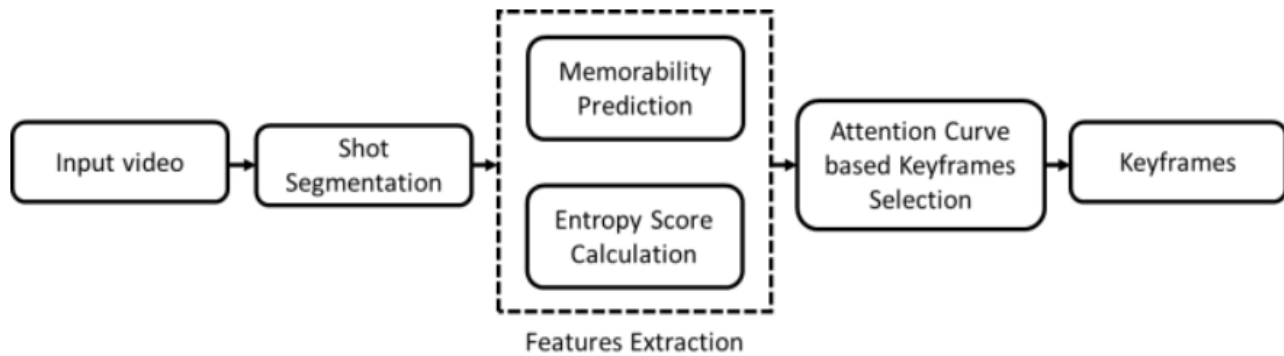 Input video
Shot
Segmentation
Memorability
Prediction
Entropy Score
Calculation
Features Extraction
Attention Curve
based Keyframes
Selection
Keyframes